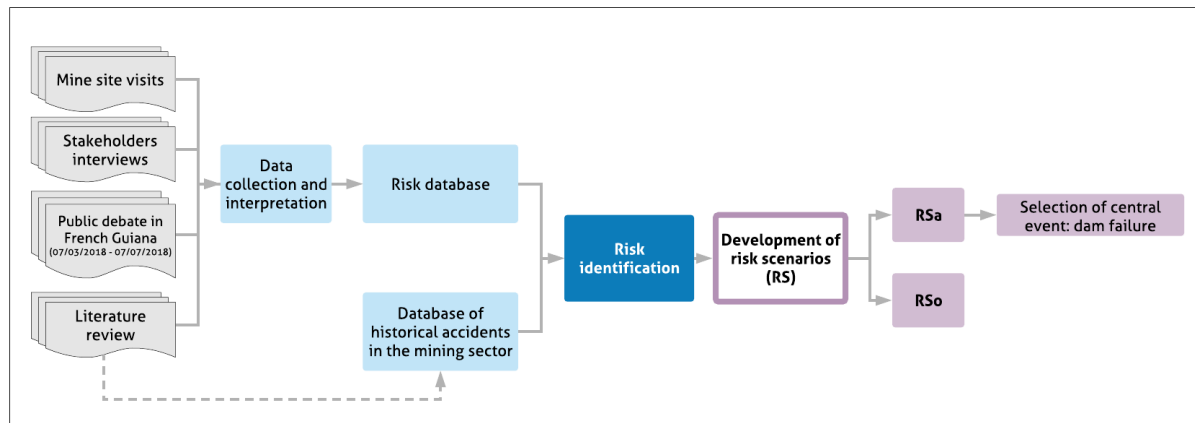 Mine site visits
Stakeholders
interviews
Public debate in
French Guiana
(07/03/2018 - 07/07/2018)
Literature
review
Data
collection and
interpretation
Risk database
Database of
historical accidents
in the mining sector
Risk
identification
Development of
risk scenarios
(RS)
RSa
RSo
Selection of central
event: dam failure